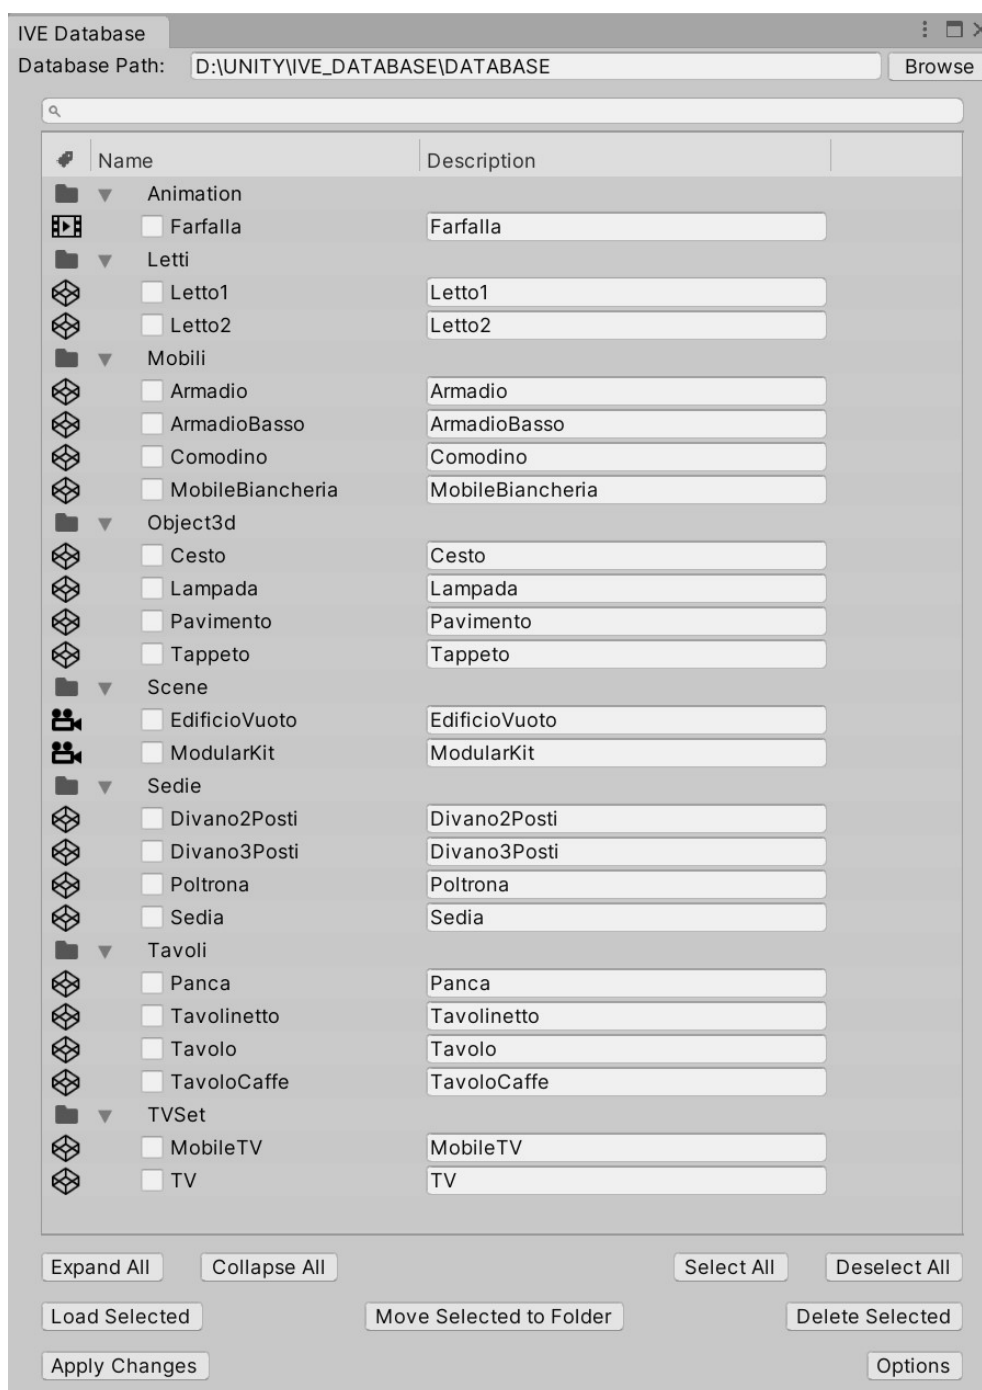 IVE Database
Database Path: D:\UNITY\IVE_DATABASE\DATABASE Browse
Name Description
Animation
Farfalla Farfalla
Letti
Letto1 Letto1
Letto2 Letto2
Mobili
Armadio Armadio
ArmadioBasso ArmadioBasso
Comodino Comodino
MobileBiancheria MobileBiancheria
Object3d
Cesto Cesto
Lampada Lampada
Pavimento Pavimento
Tappeto Tappeto
Scene
EdificioVuoto EdificioVuoto
ModularKit ModularKit
Sedie
Divano2Posti Divano2Posti
Divano3Posti Divano3Posti
Poltrona Poltrona
Sedia Sedia
Tavoli
Panca Panca
Tavolinetto Tavolinetto
Tavolo Tavolo
TavoloCaffe TavoloCaffe
TVSet
MobileTV MobileTV
TV TV
Expand All Collapse All Select All Deselect All
Load Selected Move Selected to Folder Delete Selected
Apply Changes Options